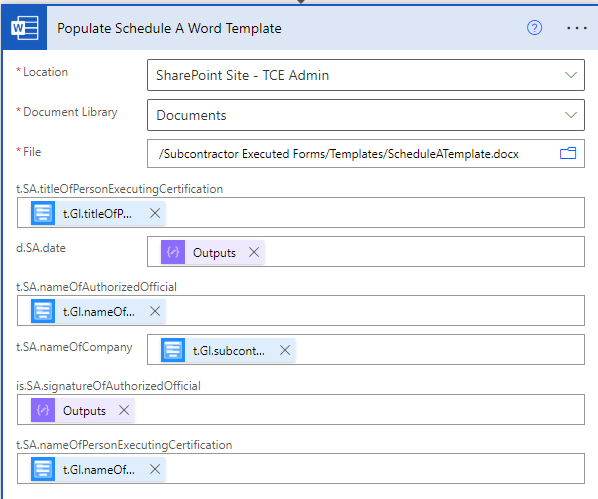 Populate Schedule A Word Template
* Location
SharePoint Site - TCE Admin
* Document Library
Documents
* File
/Subcontractor Executed Forms/Templates/ScheduleATemplate.docx
t.SA.titleOfPersonExecutingCertification
t.GI.titleOfP...
d.SA.date
Outputs
t.SA.nameOfAuthorizedOfficial
t.GI.nameOf...
t.SA.nameOfCompany
t.GI.subcont...
is.SA.signatureOfAuthorizedOfficial
Outputs
t.SA.nameOfPersonExecutingCertification
t.GI.nameOf...